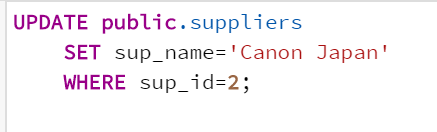 UPDATE public.suppliers
SET sup_name='Canon Japan'
WHERE sup_id=2;